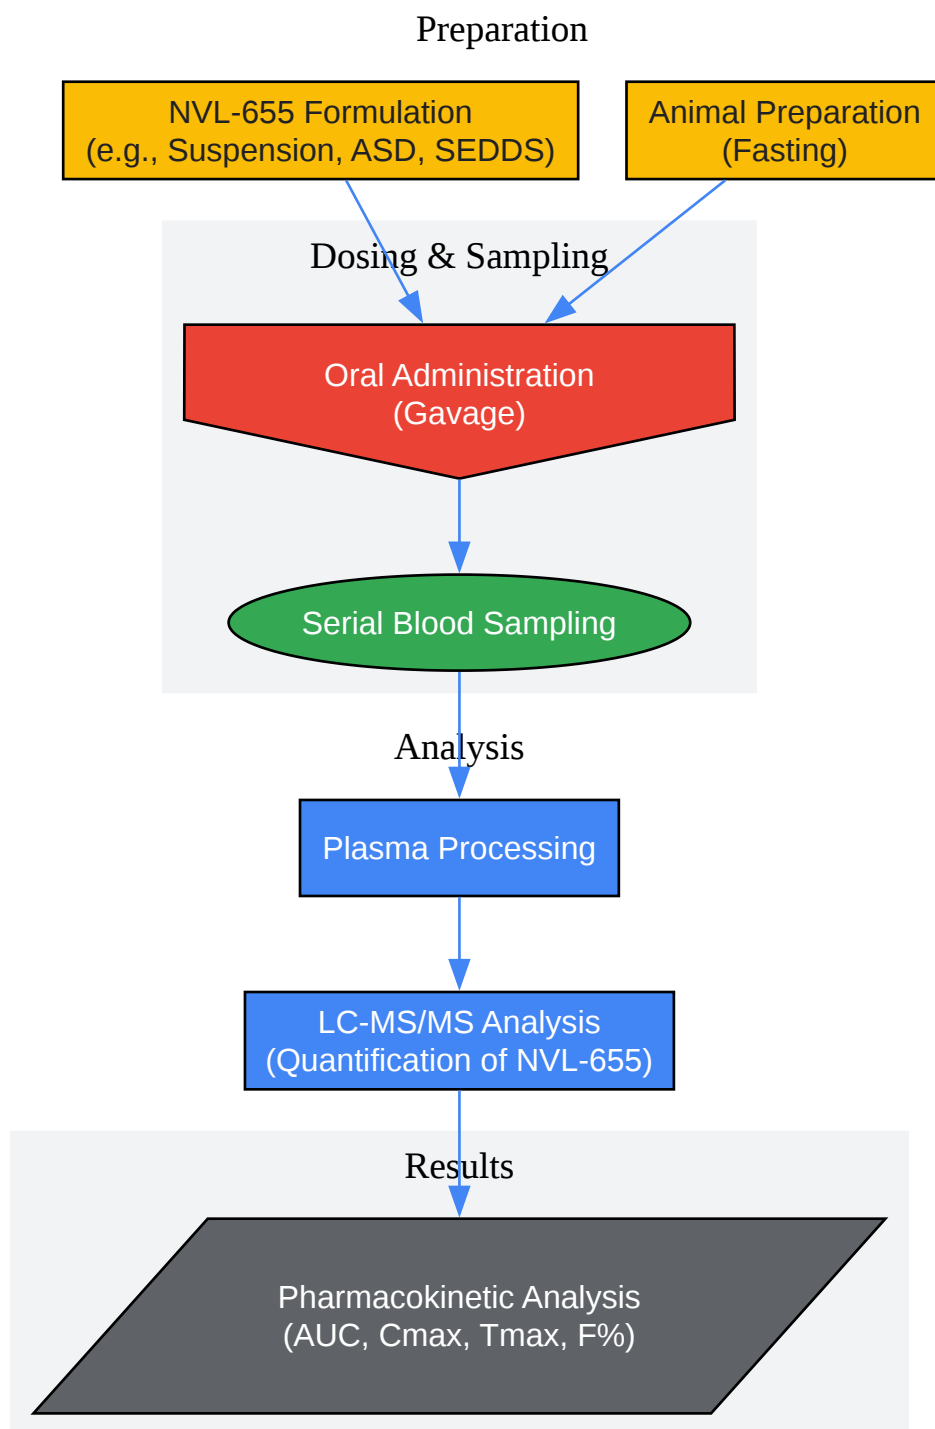 Preparation
NVL-655 Formulation
(e.g., Suspension, ASD, SEDDS)
Animal Preparation
(Fasting)
Dosing & Sampling
Oral Administration
(Gavage)
Serial Blood Sampling
Analysis
Plasma Processing
LC-MS/MS Analysis
(Quantification of NVL-655)
Results
Pharmacokinetic Analysis
(AUC, Cmax, Tmax, F%)